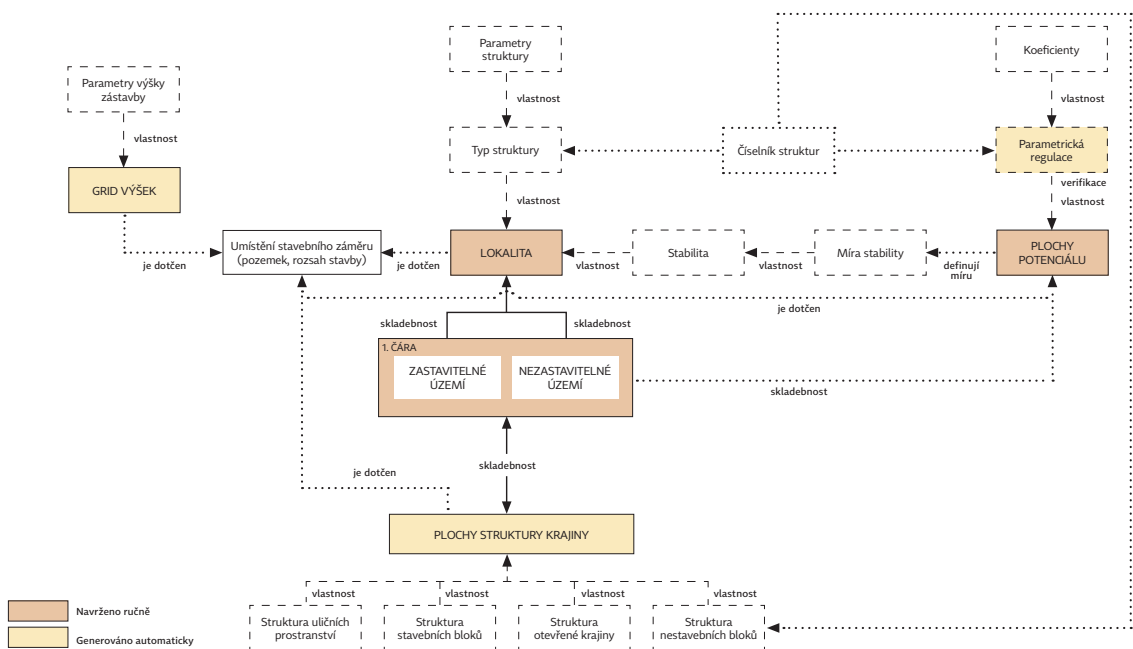 Parametry
struktury
Koeficienty
Parametry výšky
zástavby
vlastnost
vlastnost
vlastnost
Typ struktury
Číselník struktur
Parametrická
regulace
GRID VÝŠEK
verifikace
vlastnost
vlastnost
Umístění stavebního záměru
(pozemek, rozsah stavby)
LOKALITA
Stabilita
Míra stability
PLOCHY
POTENCIÁLU
je dotčen
je dotčen
vlastnost
vlastnost
definují
míru
je dotčen
skladebnost
skladebnost
1. ČÁRA
ZASTAVITELNÉ
ÚZEMÍ
NEZASTAVITELNÉ
ÚZEMÍ
skladebnost
skladebnost
je dotčen
PLOCHY STRUKTURY KRAJINY
vlastnost
vlastnost
vlastnost
vlastnost
Struktura uličních
prostranství
Struktura
stavebních bloků
Struktura
otevřené krajiny
Struktura
nestavebních bloků
Navrženo ručně
Generováno automaticky